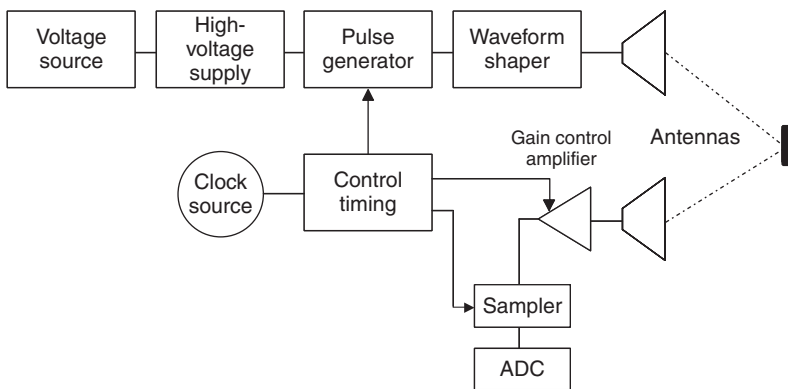 Voltage
source
High-
voltage
supply
Pulse
generator
Waveform
shaper
Gain control
amplifier
Antennas
Clock
source
Control
timing
Sampler
ADC